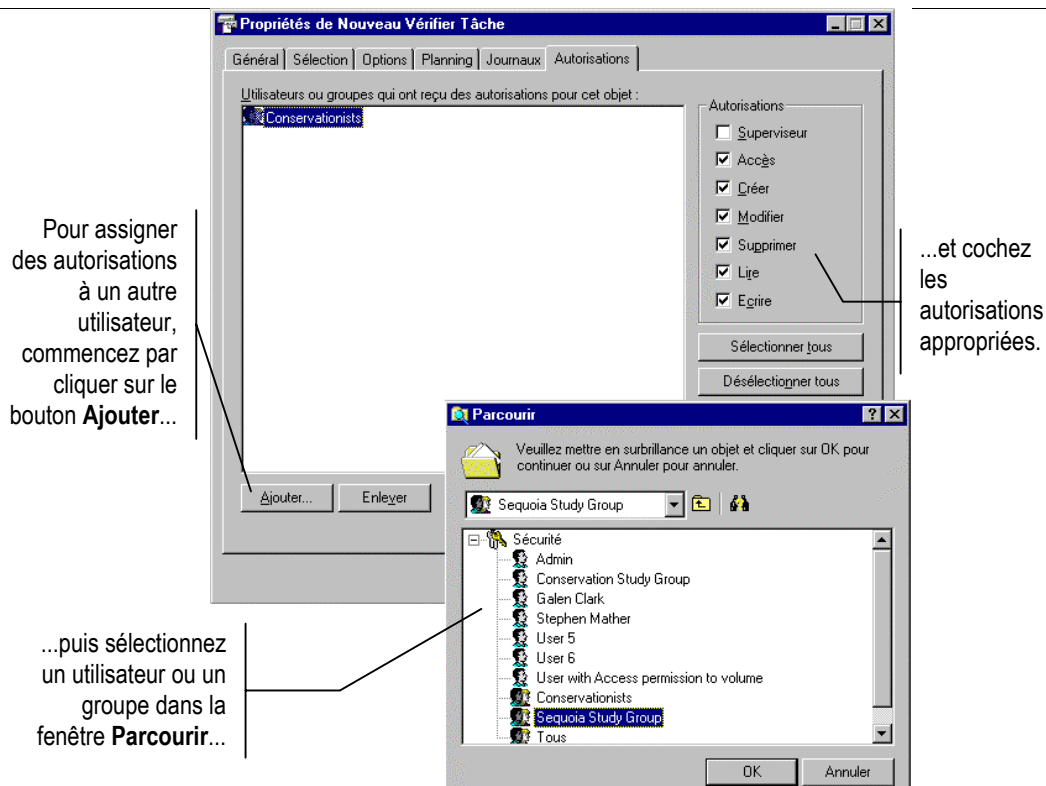 Propriétés de Nouveau Vérifier Tâche
Général Sélection Options Planning Journaux Autorisations
Utilisateurs ou groupes qui ont reçu des autorisations pour cet objet :
Conservationists
Autorisations
Superviseur
Accès
Créer
Modifier
Supprimer
Lire
Ecrire
Sélectionner tous
Désélectionner tous
Pour assigner
des autorisations
à un autre
utilisateur,
commencez par
cliquer sur le
bouton Ajouter...
...et cochez
les
autorisations
appropriées.
Ajouter... Enlever
Parcourir
Veuillez mettre en surbrillance un objet et cliquer sur OK pour
continuer ou sur Annuler pour annuler.
Sequoia Study Group
Sécurité
Admin
Conservation Study Group
Galen Clark
Stephen Mather
User 5
User 6
User with Access permission to volume
Conservationists
Sequoia Study Group
Tous
OK Annuler
...puis sélectionnez
un utilisateur ou un
groupe dans la
fenêtre Parcourir...